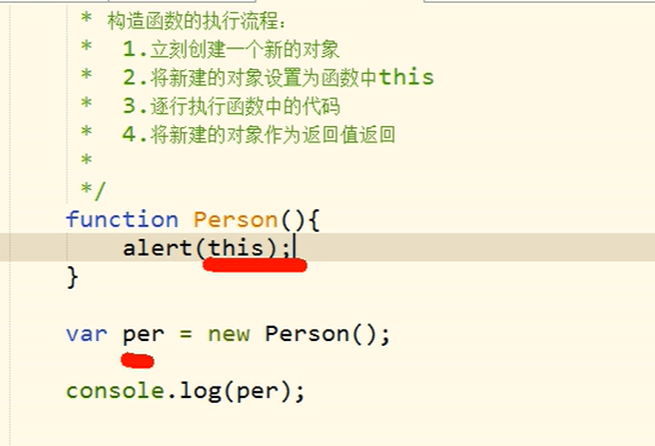 * 构造函数的执行流程：
* 1.立刻创建一个新的对象
* 2.将新建的对象设置为函数中this
* 3.逐行执行函数中的代码
* 4.将新建的对象作为返回值返回
*
*/
function Person(){
alert(this);
}
var per = new Person();
console.log(per);